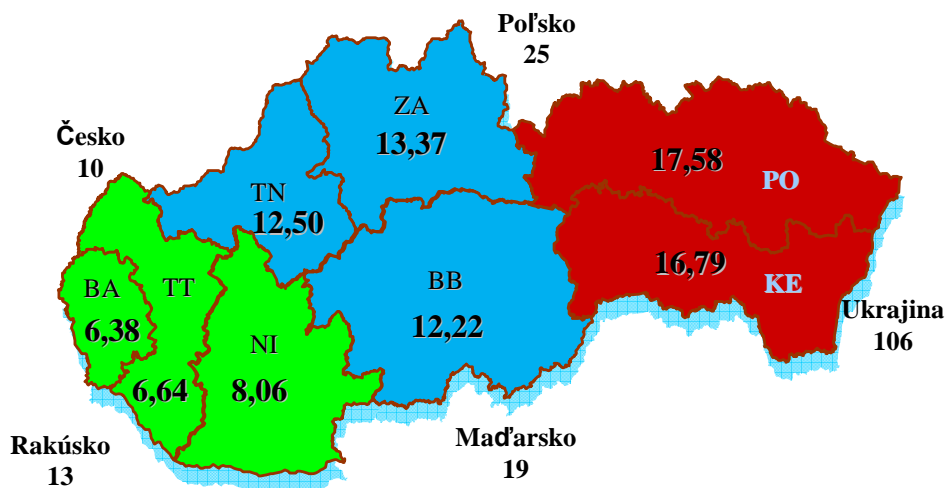 Poľsko
25
ZA
13,37
Česko
10
17,58
PO
TN
12,50
16,79
KE
BA
6,38
TT
BB
12,22
NI
Ukrajina
106
6,64
8,06
Maďarsko
19
Rakúsko
13